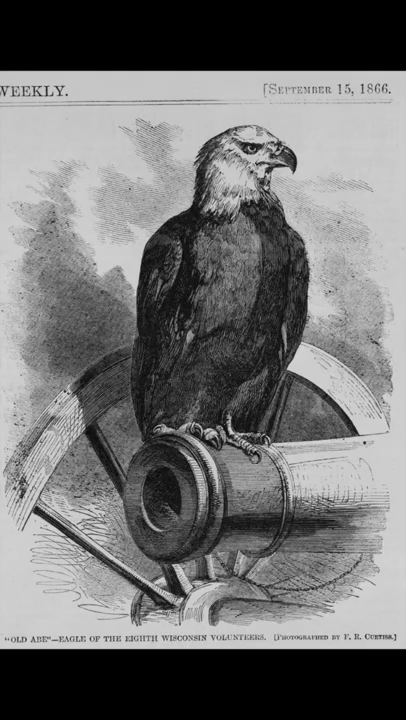 WEEKLY. [SEPTEMBER 15, 1866.
"OLD ABE"—EAGLE OF THE EIGHTH WISCONSIN VOLUNTEERS. [PHOTOGRAPHED BY F. R. CURTISS.]